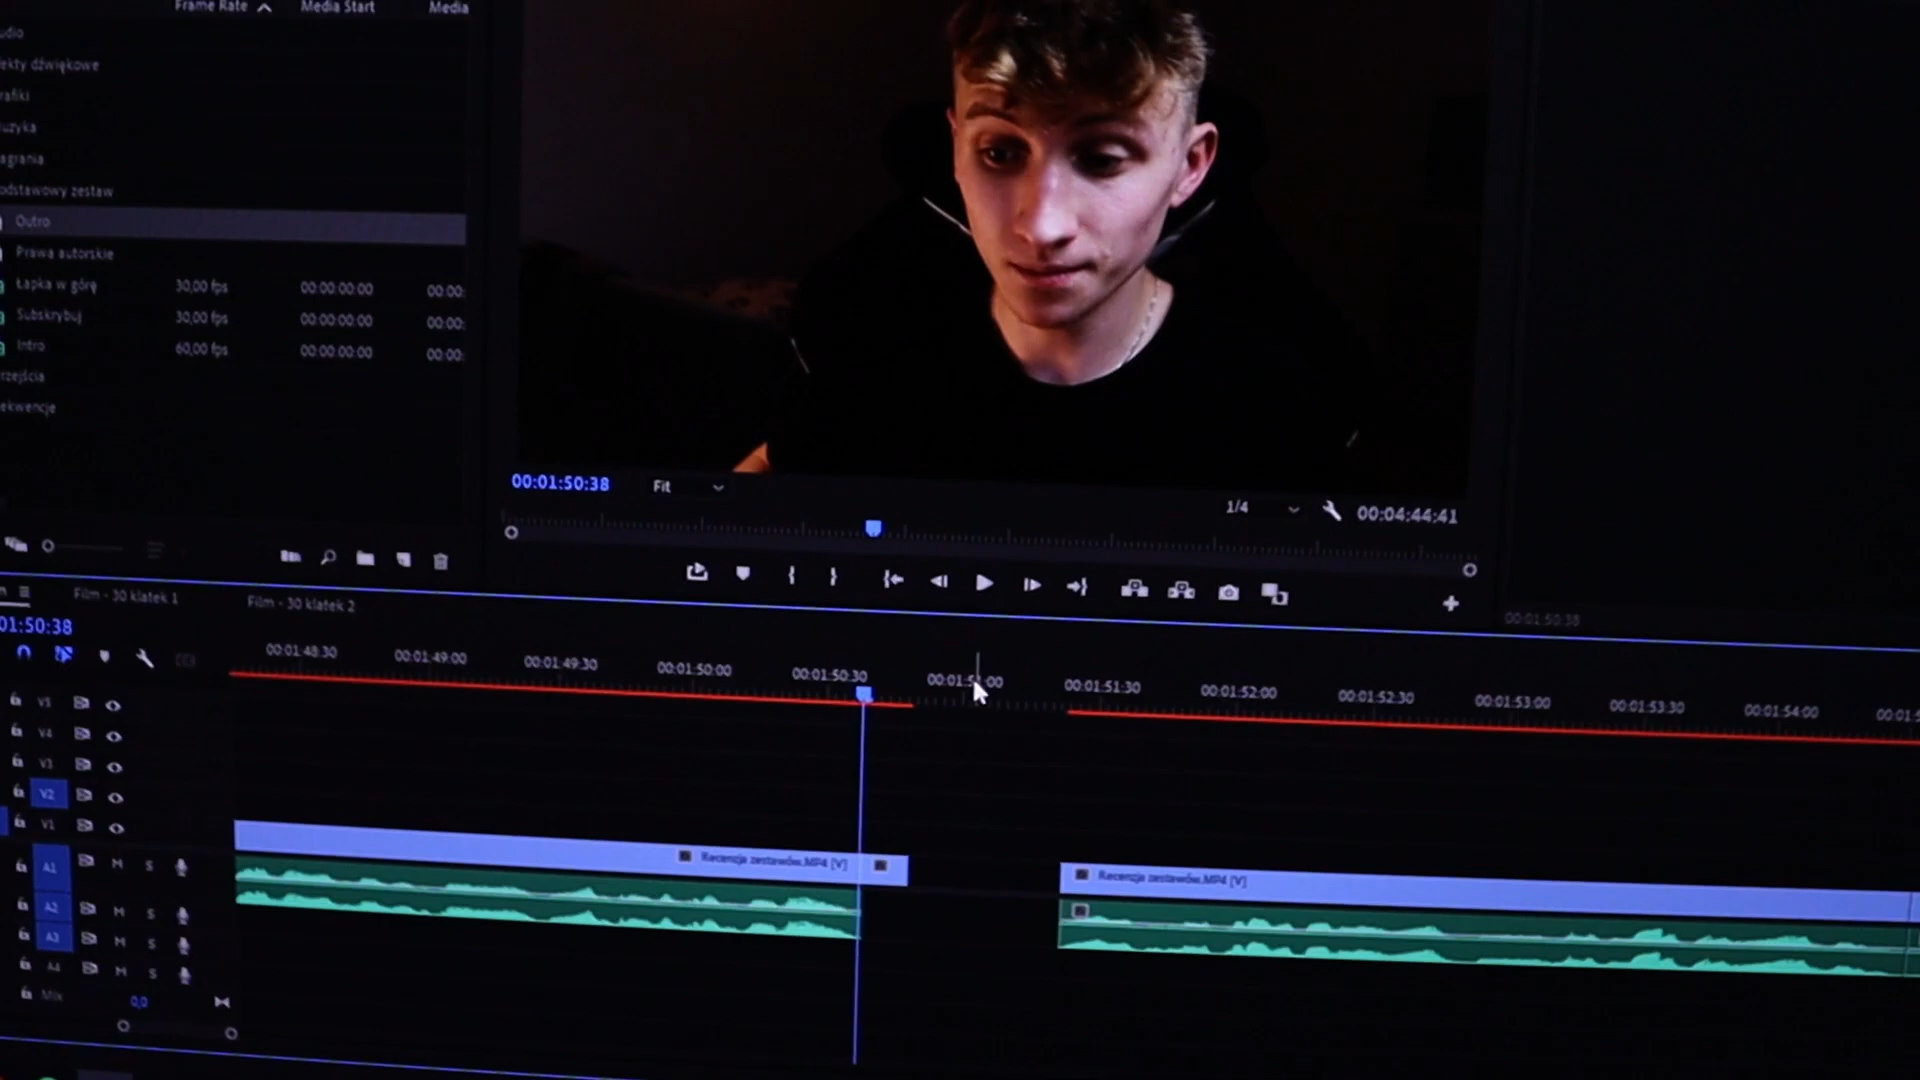 Frame Rate Media Start Media
udio
ekty dźwiękowe
rafiki
uzyka
agrania
odstawowy zestaw
Outro
Prawa autorskie
Łapka w górę 30,00 fps 00:00:00:00 00:00:
Subskrybuj 30,00 fps 00:00:00:00 00:00:
Intro 60,00 fps 00:00:00:00 00:00:
rzejścia
ekwencje
00:01:50:38 Fit 1/4 00:04:44:41
Film - 30 klatek 1 Film - 30 klatek 2
00:01:50:38
01:50:38
00:01:48:30 00:01:49:00 00:01:49:30 00:01:50:00 00:01:50:30 00:01:51:00 00:01:51:30 00:01:52:00 00:01:52:30 00:01:53:00 00:01:53:30 00:01:54:00 00:01:5
V5
V4
V3
V2
V1
Recenzja zestawów.MP4 [V] Recenzja zestawów.MP4 [V]
A1 M S
A2 M S
A3 M S
A4 M S
Mix 0,0